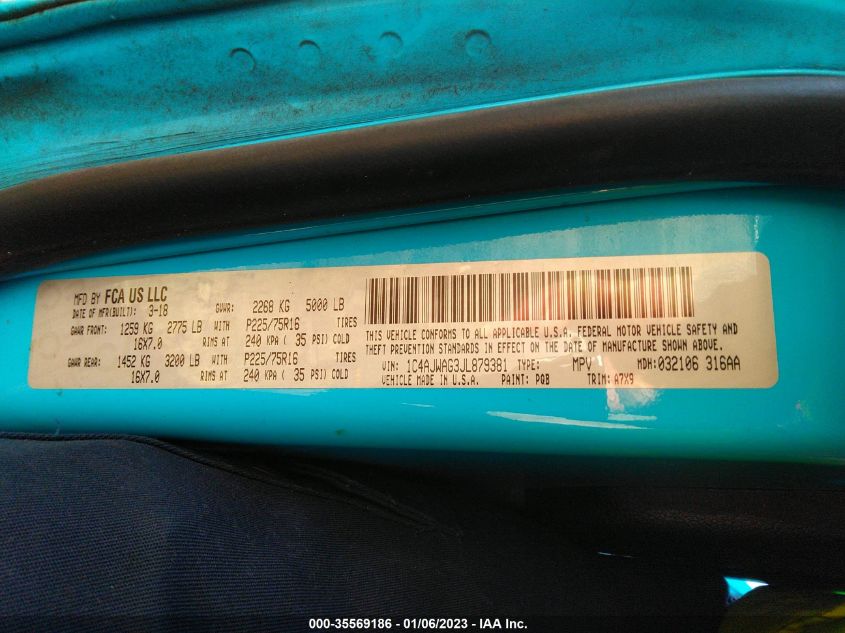 MFD BY FCA US LLC
DATE OF MFR(BUILT): 3-18 GVWR: 2268 KG 5000 LB
GAWR FRONT: 1259 KG 2775 LB WITH P225/75R16 TIRES
16X7.0 RIMS AT 240 KPA ( 35 PSI) COLD
GAWR REAR: 1452 KG 3200 LB WITH P225/75R16 TIRES
16X7.0 RIMS AT 240 KPA ( 35 PSI) COLD
THIS VEHICLE CONFORMS TO ALL APPLICABLE U.S.A. FEDERAL MOTOR VEHICLE SAFETY AND
THEFT PREVENTION STANDARDS IN EFFECT ON THE DATE OF MANUFACTURE SHOWN ABOVE.
VIN: 1C4AJWAG3JL879381 TYPE: MPV MDH:032106 316AA
VEHICLE MADE IN U.S.A. PAINT: PQB TRIM: A7X9
000-35569186 - 01/06/2023 - IAA Inc.